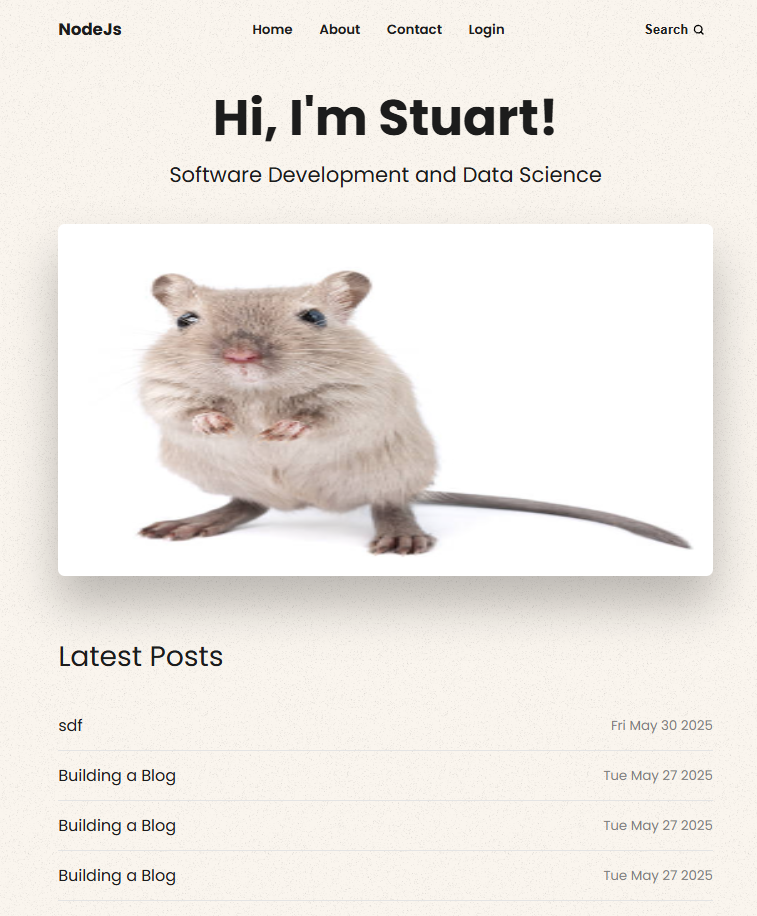 NodeJs Home About Contact Login Search
Hi, I'm Stuart!
Software Development and Data Science
Latest Posts
sdf Fri May 30 2025
Building a Blog Tue May 27 2025
Building a Blog Tue May 27 2025
Building a Blog Tue May 27 2025